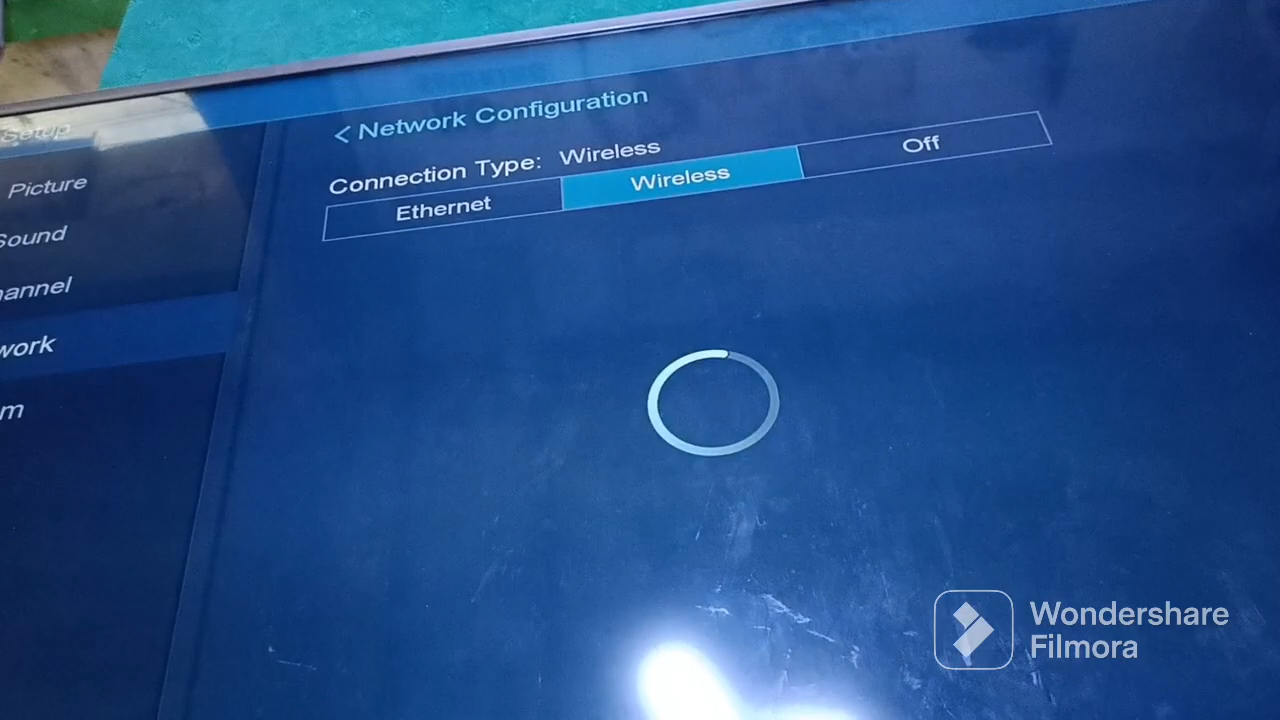 Setup
Picture
Sound
annel
work
m
< Network Configuration
Connection Type: Wireless
Ethernet
Wireless
Off
Wondershare
Filmora